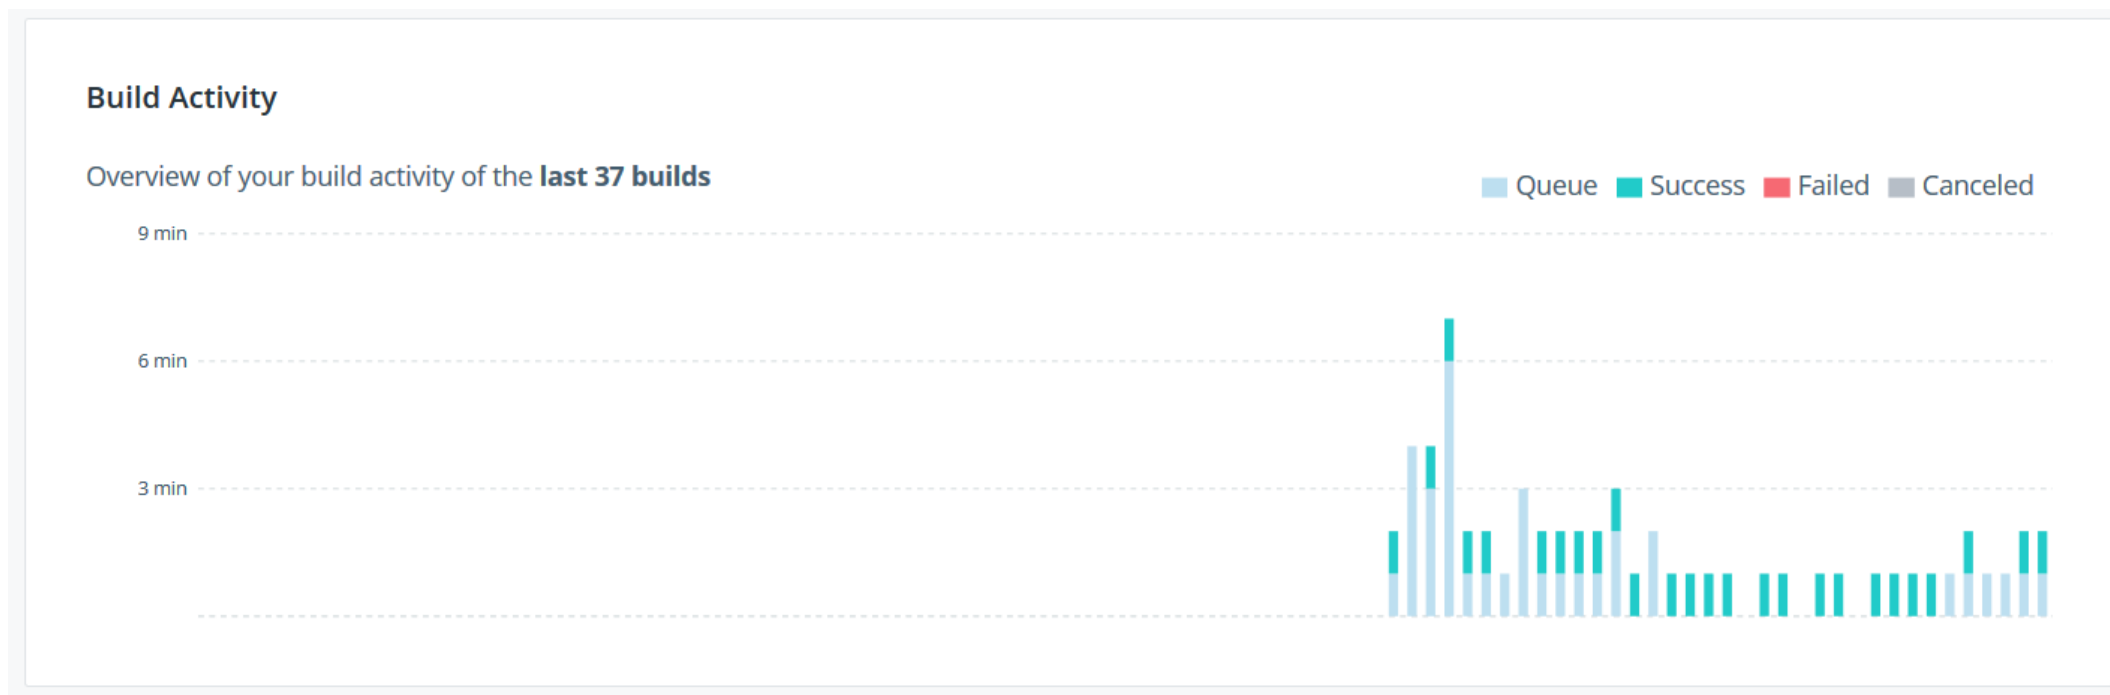 Build Activity
Overview of your build activity of the last 37 builds
Queue Success Failed Canceled
9 min
6 min
3 min